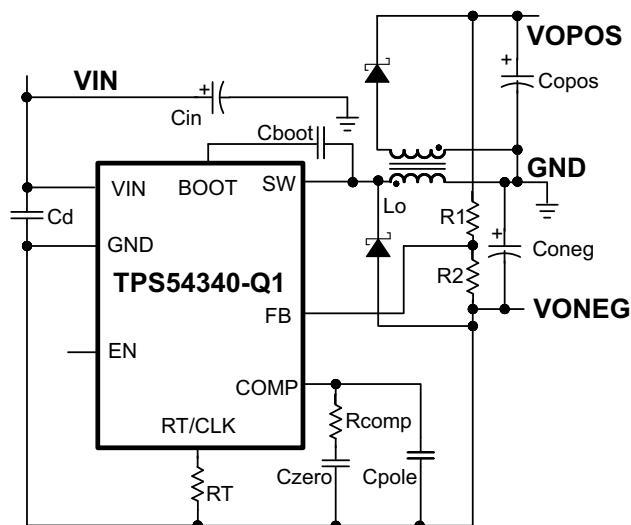 VOPOS
VIN
+
+
Copos
Cin
Cboot
GND
VIN
BOOT
SW
Lo
R1
Cd
GND
+
Coneg
TPS54340-Q1
R2
FB
VONEG
EN
COMP
RT/CLK
Rcomp
RT
Czero
Cpole